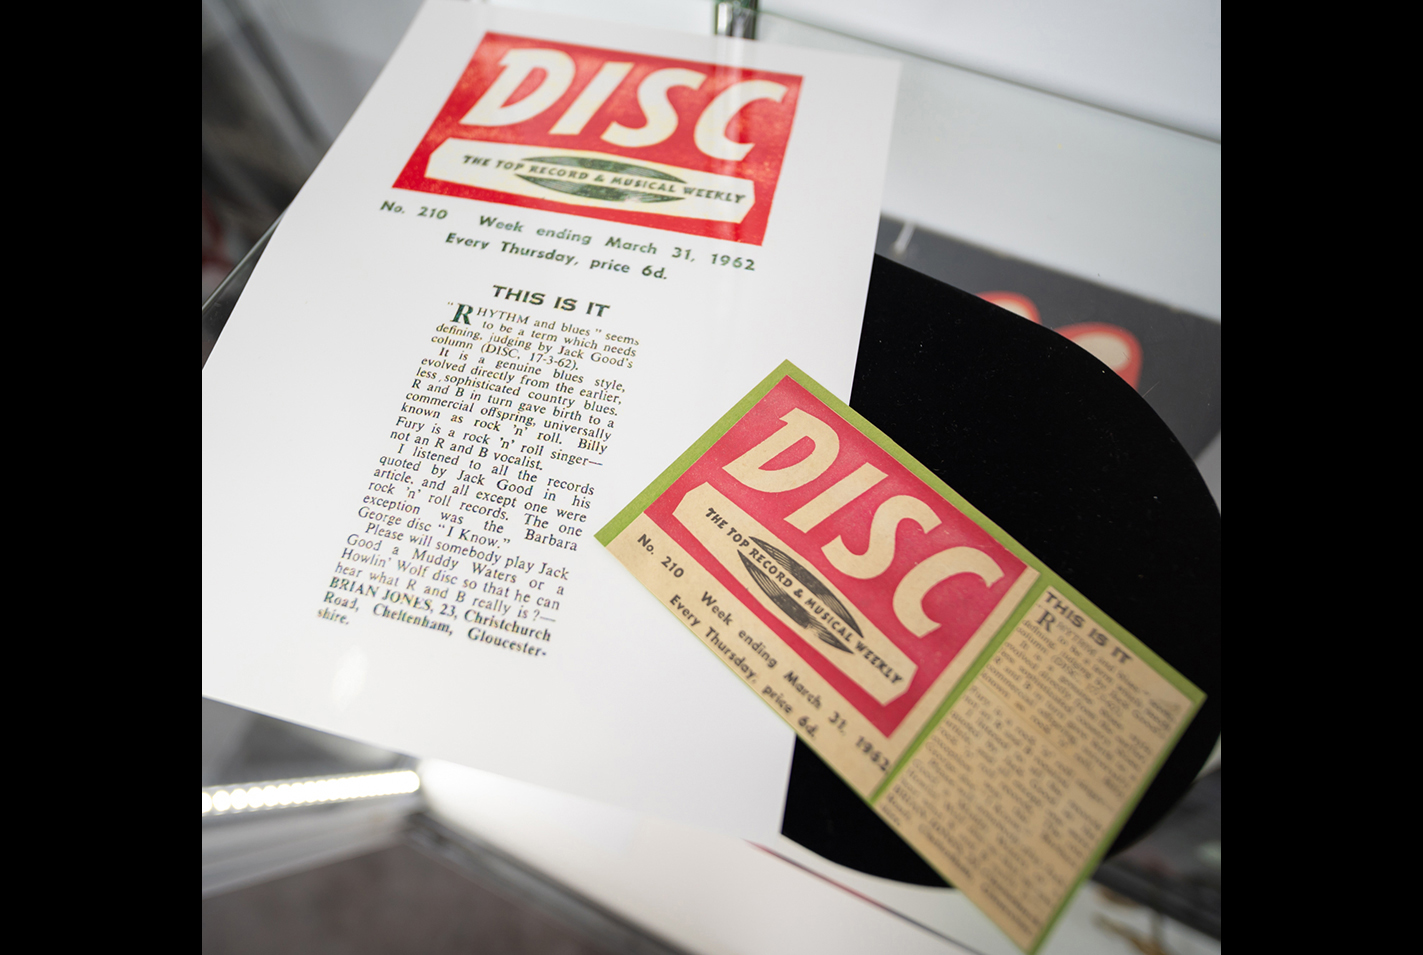 DISC
THE TOP RECORD & MUSICAL WEEKLY
No. 210 Week ending March 31, 1962
Every Thursday, price 6d.
THIS IS IT
"RHYTHM and blues" seems
to be a term which needs
defining, judging by Jack Good's
column (DISC, 17-3-62).
It is a genuine blues style,
evolved directly from the earlier,
less sophisticated country blues.
R and B in turn gave birth to a
commercial offspring, universally
known as rock 'n' roll. Billy
Fury is a rock 'n' roll singer—
not an R and B vocalist.
I listened to all the records
quoted by Jack Good in his
article, and all except one were
rock 'n' roll records. The one
exception was the Barbara
George disc "I Know."
Please will somebody play Jack
Good a Muddy Waters or a
Howlin' Wolf disc so that he can
hear what R and B really is?—
BRIAN JONES, 23, Christchurch
Road, Cheltenham, Gloucester-
shire.
DISC
THE TOP RECORD & MUSICAL WEEKLY
No. 210 Week ending March 31, 1962
Every Thursday, price 6d.
THIS IS IT